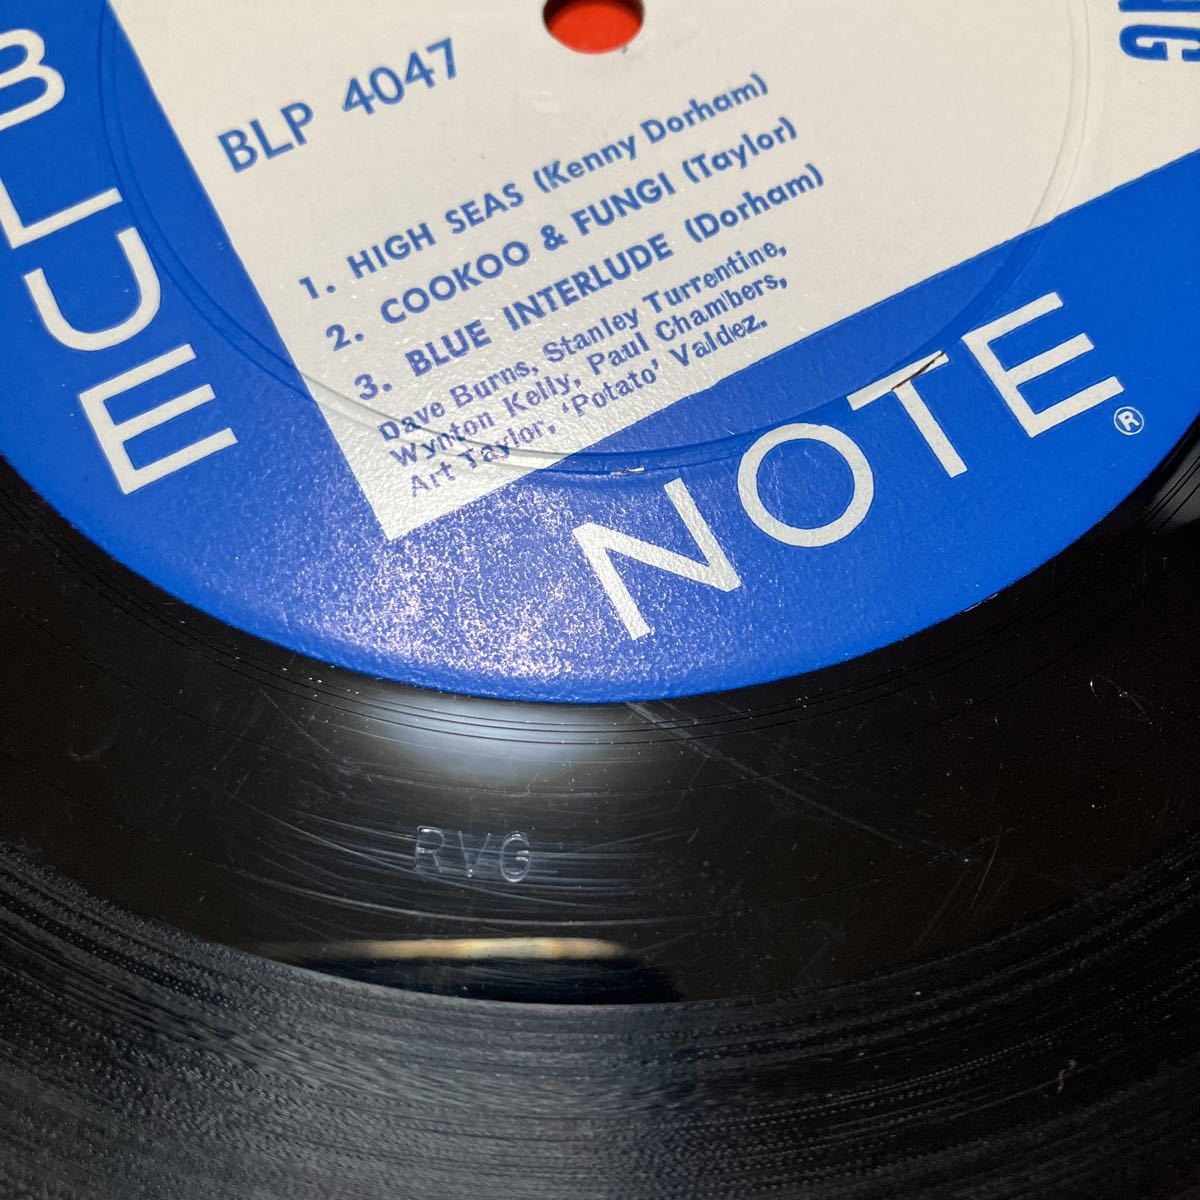 BLP 4047
1. HIGH SEAS (Kenny Dorham)
2. COOKOO & FUNGI (Taylor)
3. BLUE INTERLUDE (Dorham)
Dave Burns, Stanley Turrentine,
Wynton Kelly, Paul Chambers,
Art Taylor, 'Potato' Valdez.
BLUE NOTE ®
RVG